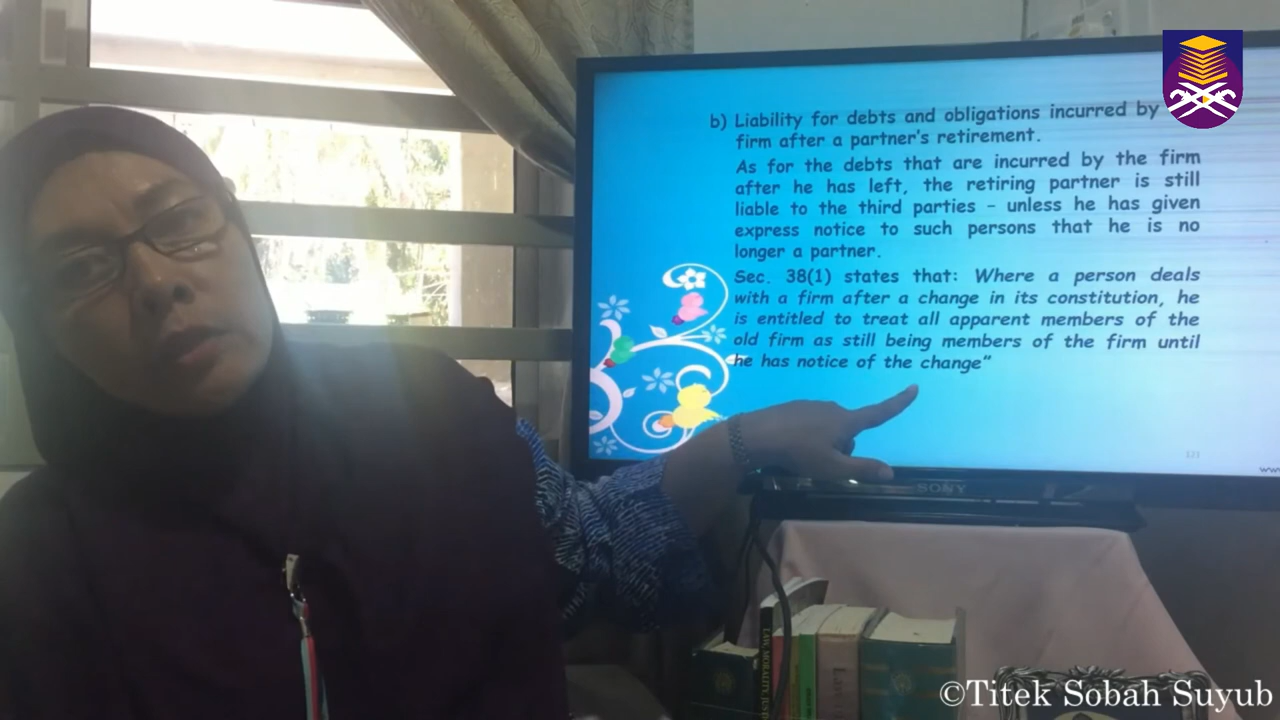 b) Liability for debts and obligations incurred by
firm after a partner's retirement.
As for the debts that are incurred by the firm
after he has left, the retiring partner is still
liable to the third parties – unless he has given
express notice to such persons that he is no
longer a partner.
Sec. 38(1) states that: Where a person deals
with a firm after a change in its constitution, he
is entitled to treat all apparent members of the
old firm as still being members of the firm until
he has notice of the change”
SONY
LAW, MORALITY,
©Titek Sobah Suyub